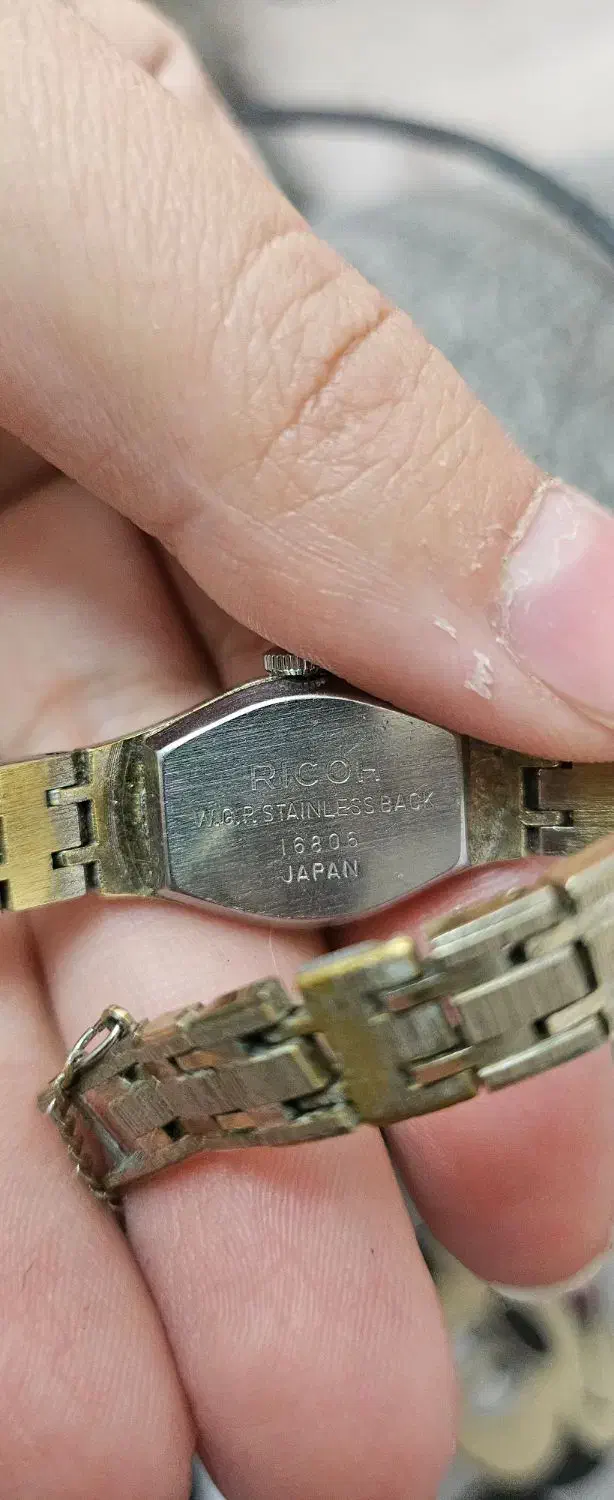 RICOH
W.G.P. STAINLESS BACK
16806
JAPAN